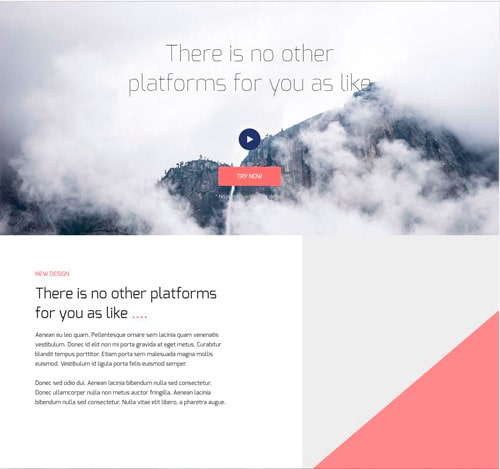 There is no other
platforms for you as like
TRY NOW
NEW DESIGN
There is no other platforms
for you as like ....
Aenean eu leo quam. Pellentesque ornare sem lacinia quam venenatis
vestibulum. Donec id elit non mi porta gravida at eget metus. Curabitur
blandit tempus porttitor. Etiam porta sem malesuada magna mollis
euismod. Vestibulum id ligula porta felis euismod semper.
Donec sed odio dui. Aenean lacinia bibendum nulla sed consectetur.
Donec ullamcorper nulla non metus auctor fringilla. Aenean lacinia
bibendum nulla sed consectetur. Nulla vitae elit libero, a pharetra augue.